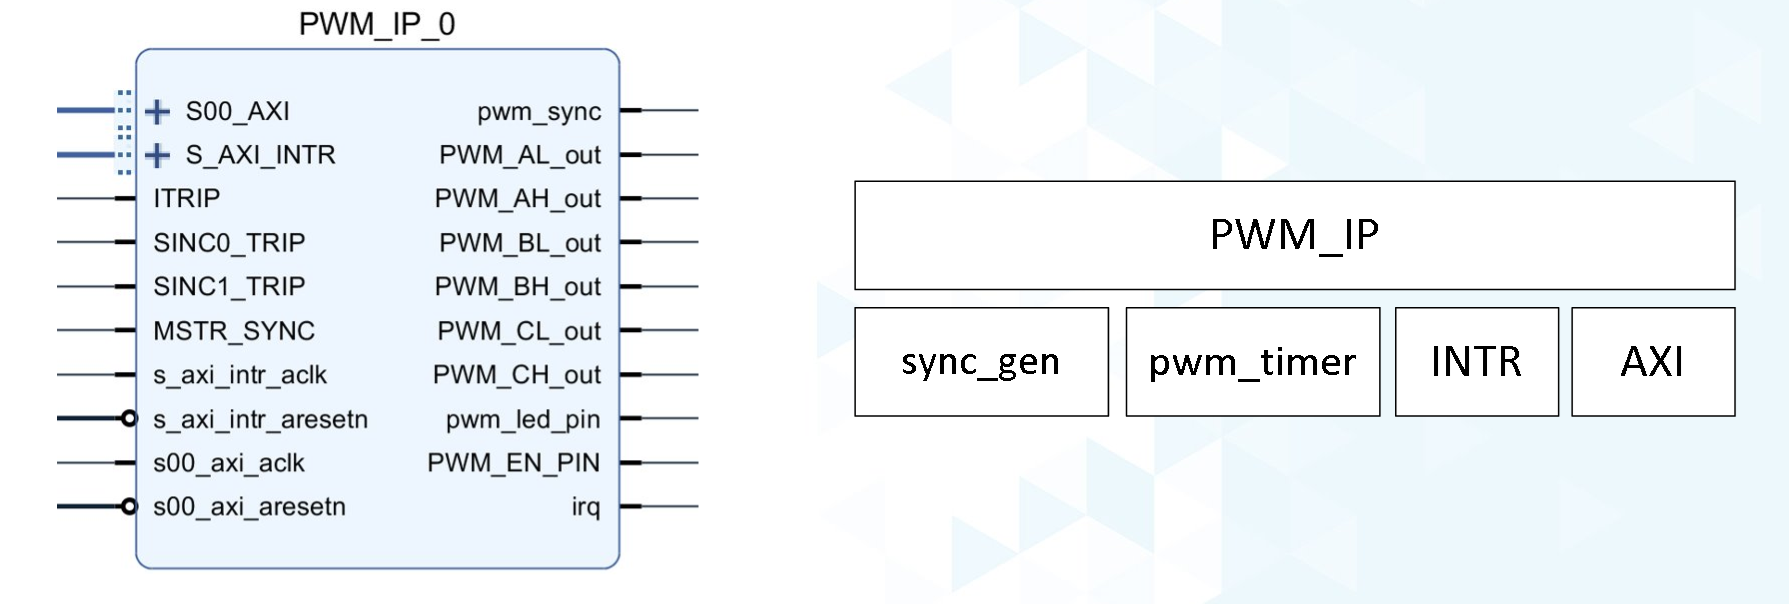 PWM_IP_0
S00_AXI
S_AXI_INTR
ITRIP
SINC0_TRIP
SINC1_TRIP
MSTR_SYNC
s_axi_intr_aclk
s_axi_intr_aresetn
s00_axi_aclk
s00_axi_aresetn
pwm_sync
PWM_AL_out
PWM_AH_out
PWM_BL_out
PWM_BH_out
PWM_CL_out
PWM_CH_out
pwm_led_pin
PWM_EN_PIN
irq
PWM_IP
sync_gen
pwm_timer
INTR
AXI